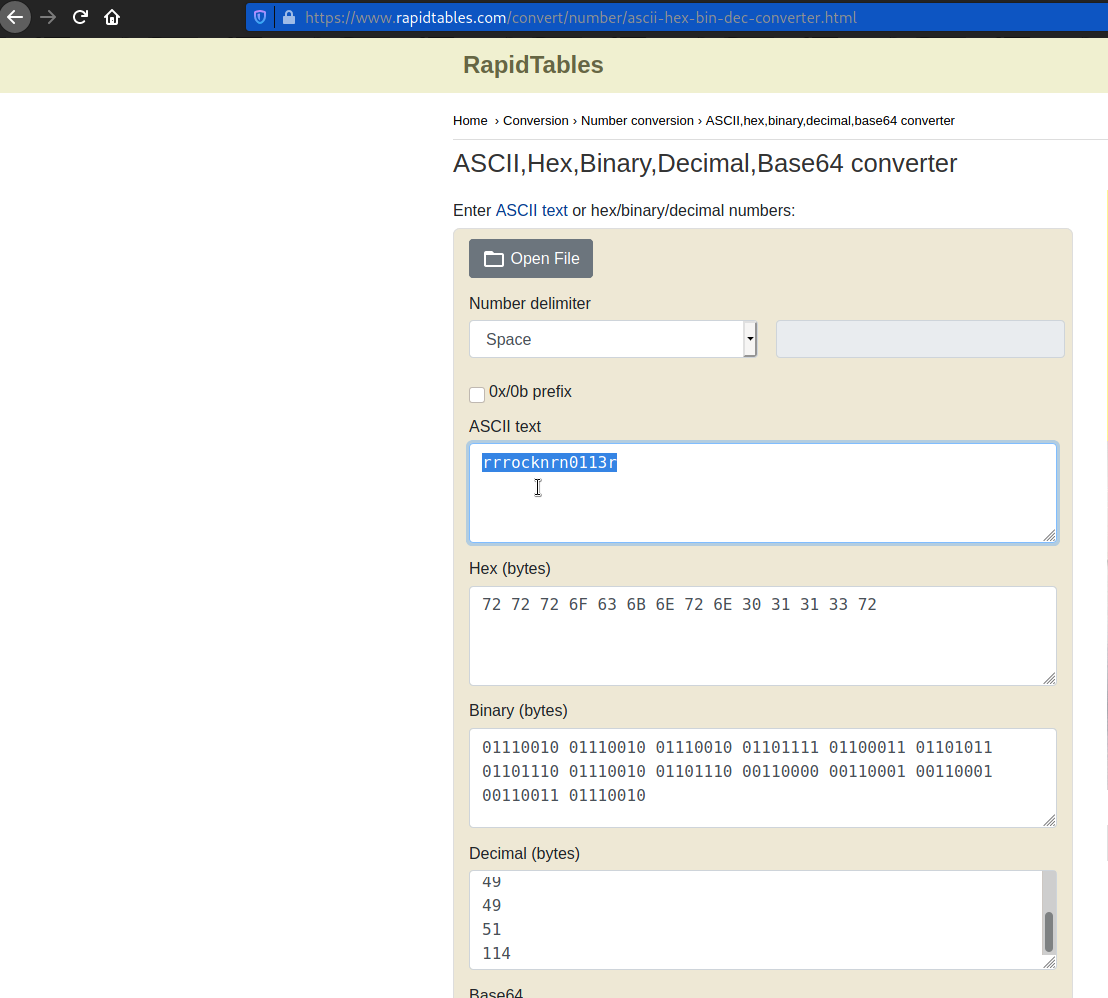 https://www.rapidtables.com/convert/number/ascii-hex-bin-dec-converter.html
RapidTables
Home › Conversion › Number conversion › ASCII,hex,binary,decimal,base64 converter
ASCII,Hex,Binary,Decimal,Base64 converter
Enter ASCII text or hex/binary/decimal numbers:
Open File
Number delimiter
Space
0x/0b prefix
ASCII text
rrrocknrn0113r
Hex (bytes)
72 72 72 6F 63 6B 6E 72 6E 30 31 31 33 72
Binary (bytes)
01110010 01110010 01110010 01101111 01100011 01101011
01101110 01110010 01101110 00110000 00110001 00110001
00110011 01110010
Decimal (bytes)
49
49
51
114
Base64